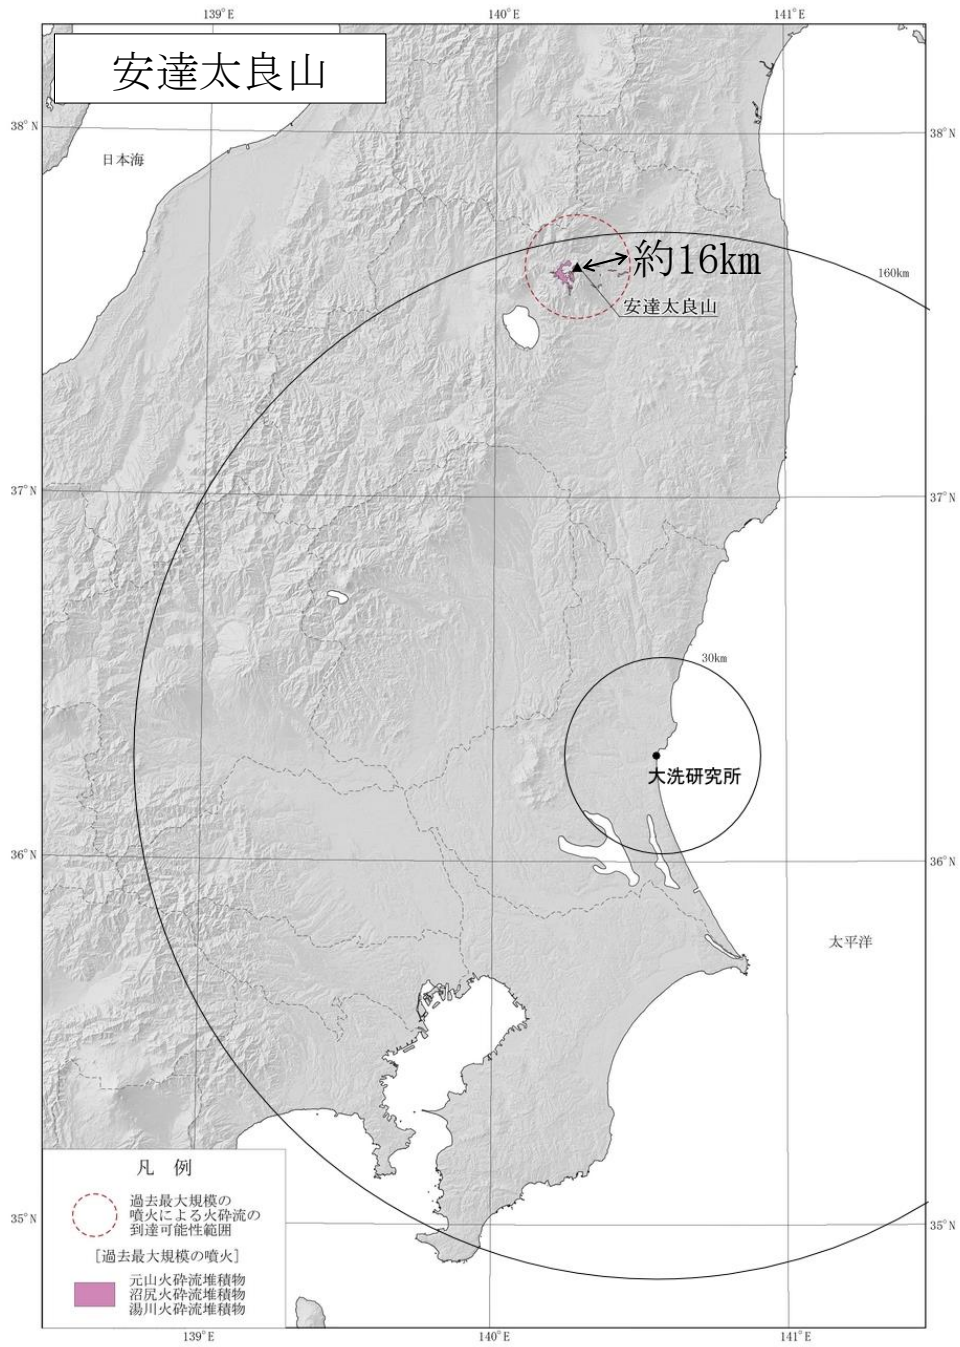 139°E
140°E
141°E
安達太良山
38°N
38°N
日本海
約16km
160km
安達太良山
37°N
37°N
30km
大洗研究所
36°N
36°N
太平洋
凡 例
過去最大規模の
噴火による火砕流の
到達可能性範囲
[過去最大規模の噴火]
元山火砕流堆積物
沼尻火砕流堆積物
湯川火砕流堆積物
35°N
35°N
139°E
140°E
141°E